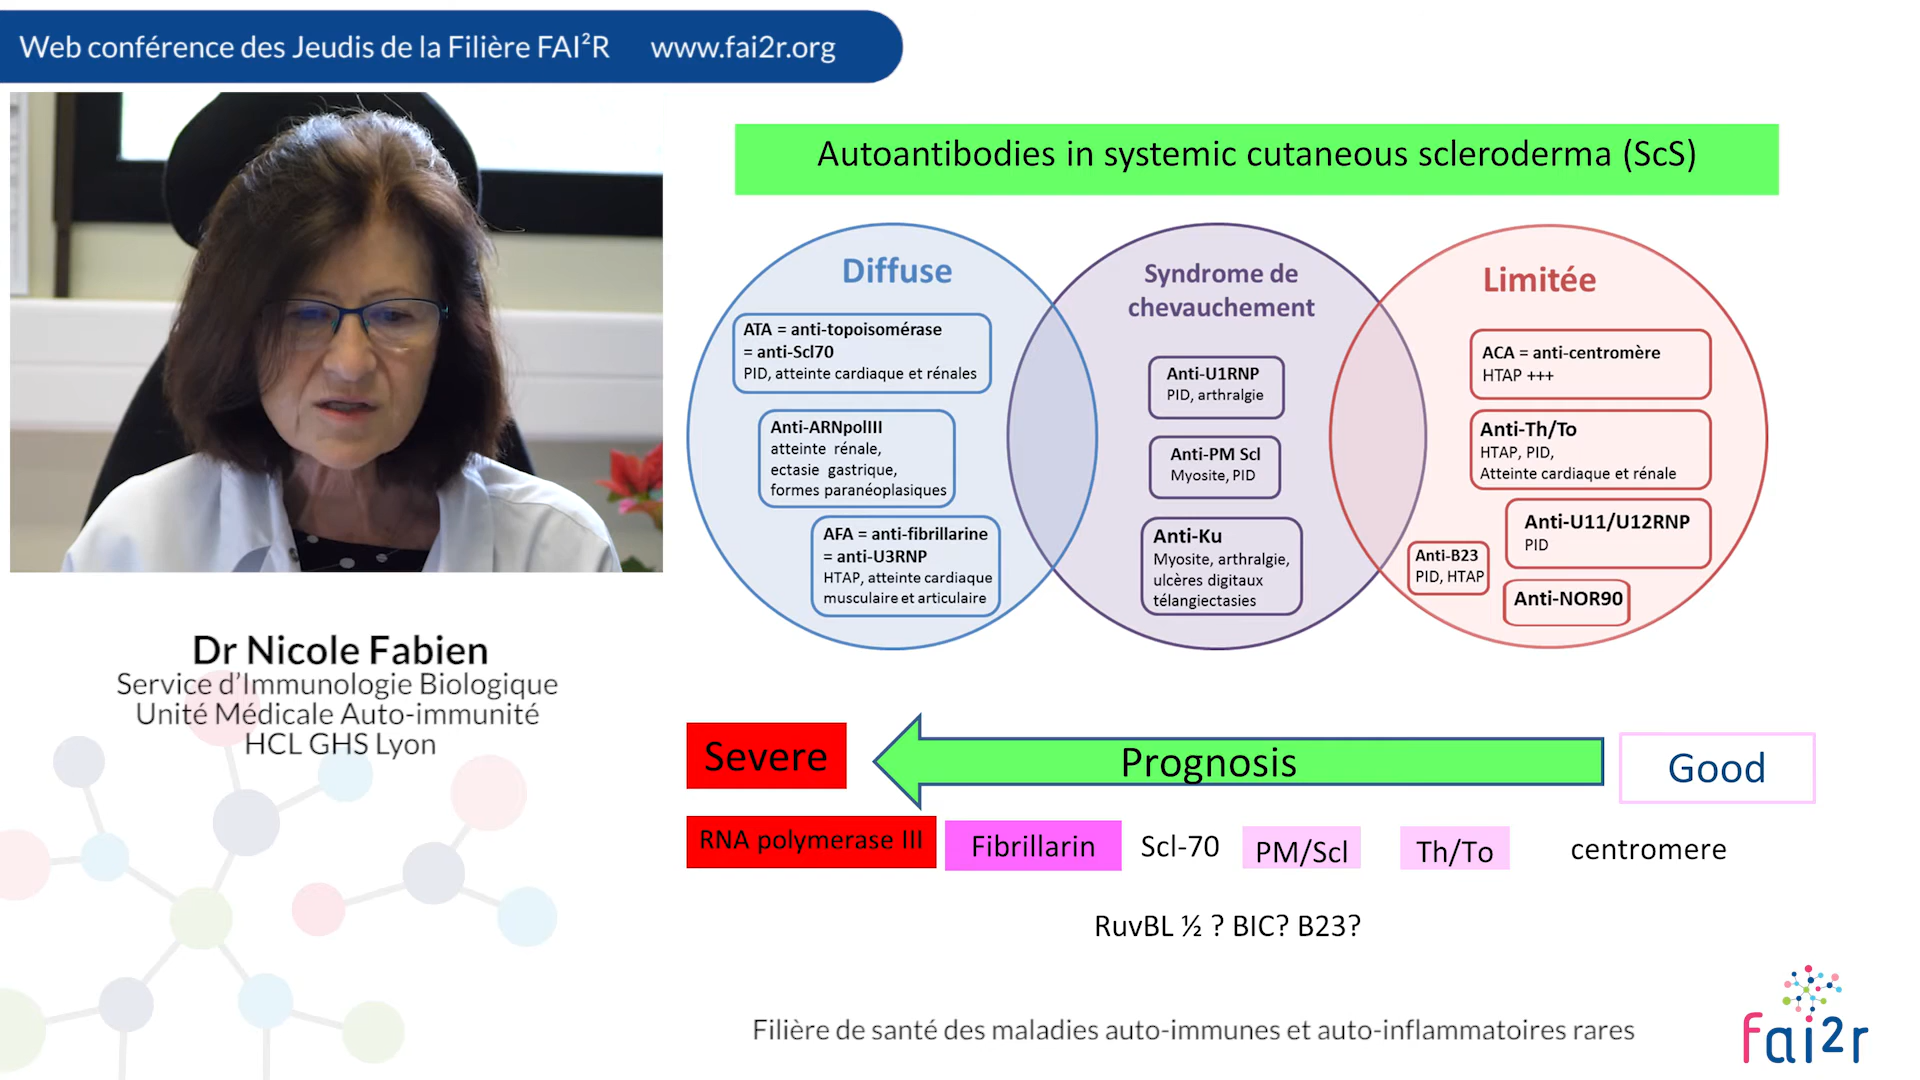 Web conférence des Jeudis de la Filière FAI²R www.fai2r.org
Autoantibodies in systemic cutaneous scleroderma (ScS)
Diffuse
ATA = anti-topoisomérase
= anti-Scl70
PID, atteinte cardiaque et rénales
Anti-ARNpolIII
atteinte rénale,
ectasie gastrique,
formes paranéoplasiques
AFA = anti-fibrillarine
= anti-U3RNP
HTAP, atteinte cardiaque
musculaire et articulaire
Syndrome de
chevauchement
Anti-U1RNP
PID, arthralgie
Anti-PM Scl
Myosite, PID
Anti-Ku
Myosite, arthralgie,
ulcères digitaux
télangiectasies
Limitée
ACA = anti-centromère
HTAP +++
Anti-Th/To
HTAP, PID,
Atteinte cardiaque et rénale
Anti-U11/U12RNP
PID
Anti-B23
PID, HTAP
Anti-NOR90
Dr Nicole Fabien
Service d'Immunologie Biologique
Unité Médicale Auto-immunité
HCL GHS Lyon
Severe
Prognosis
Good
RNA polymerase III
Fibrillarin
Scl-70
PM/Scl
Th/To
centromere
RuvBL ½ ? BIC? B23?
Filière de santé des maladies auto-immunes et auto-inflammatoires rares
fai2r